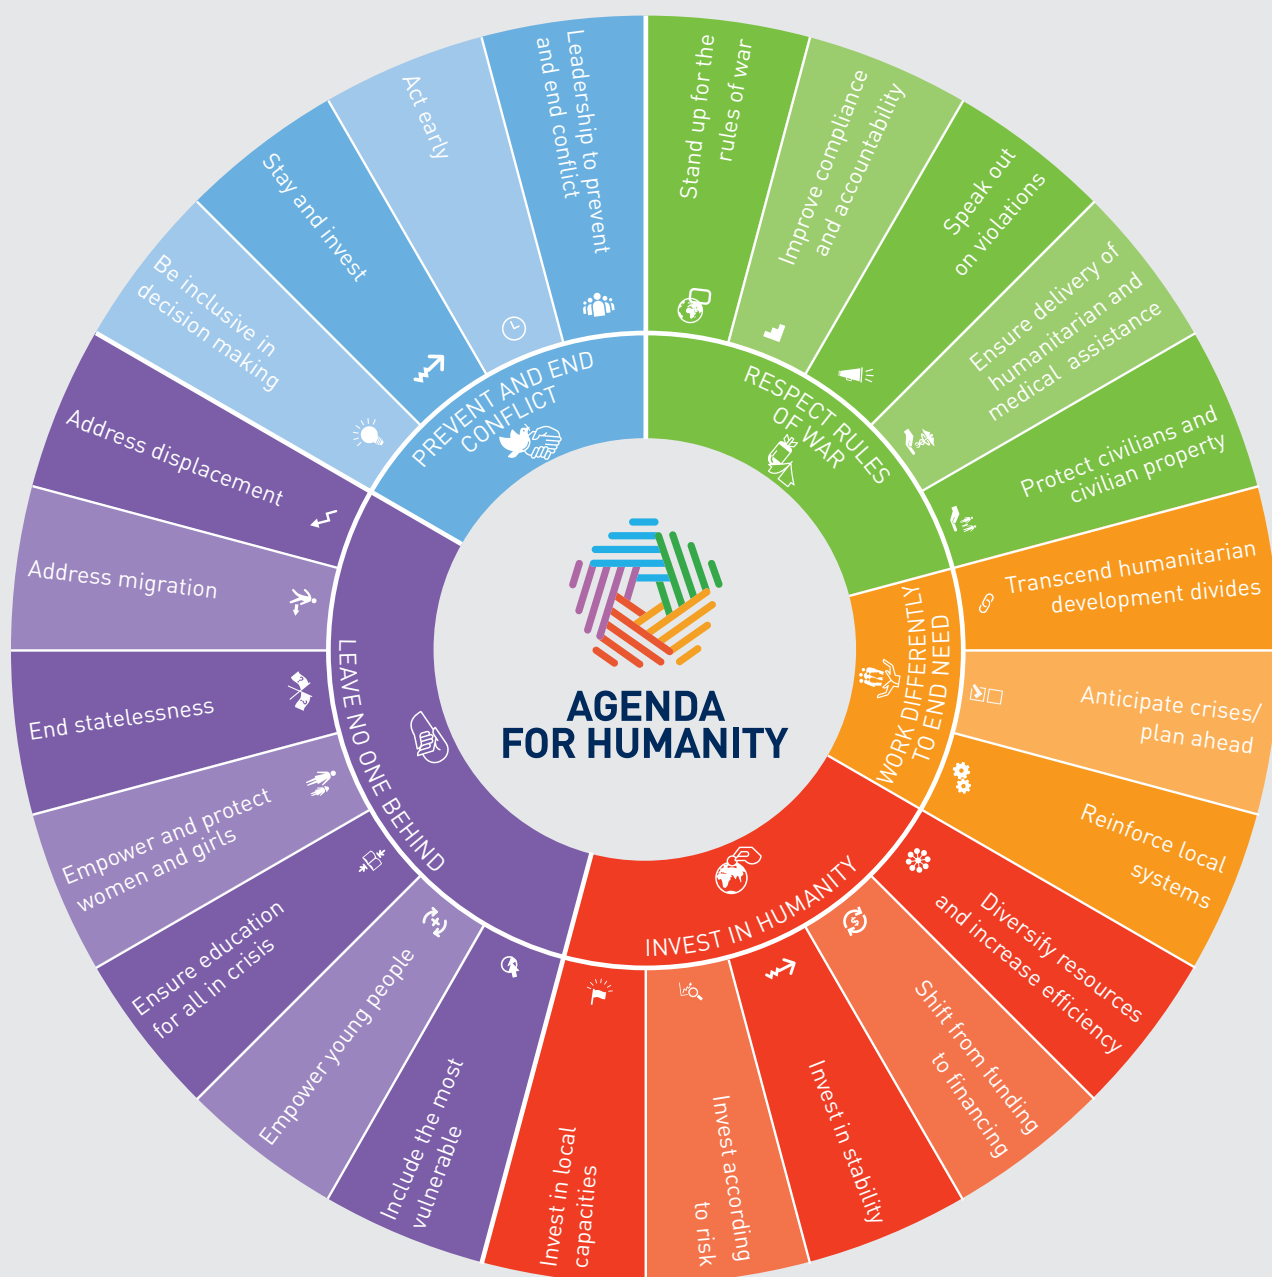 AGENDA
FOR HUMANITY
PREVENT AND END
CONFLICT
Leadership to prevent
and end conflict
Act early
Stay and invest
Be inclusive in
decision making
RESPECT RULES
OF WAR
Stand up for the
rules of war
Improve compliance
and accountability
Speak out
on violations
Ensure delivery of
humanitarian and
medical assistance
Protect civilians and
civilian property
WORK DIFFERENTLY
TO END NEED
Transcend humanitarian
development divides
Anticipate crises/
plan ahead
Reinforce local
systems
INVEST IN HUMANITY
Diversify resources
and increase efficiency
Shift from funding
to financing
Invest in stability
Invest according
to risk
Invest in local
capacities
LEAVE NO ONE BEHIND
Include the most
vulnerable
Empower young people
Ensure education
for all in crisis
Empower and protect
women and girls
End statelessness
Address migration
Address displacement